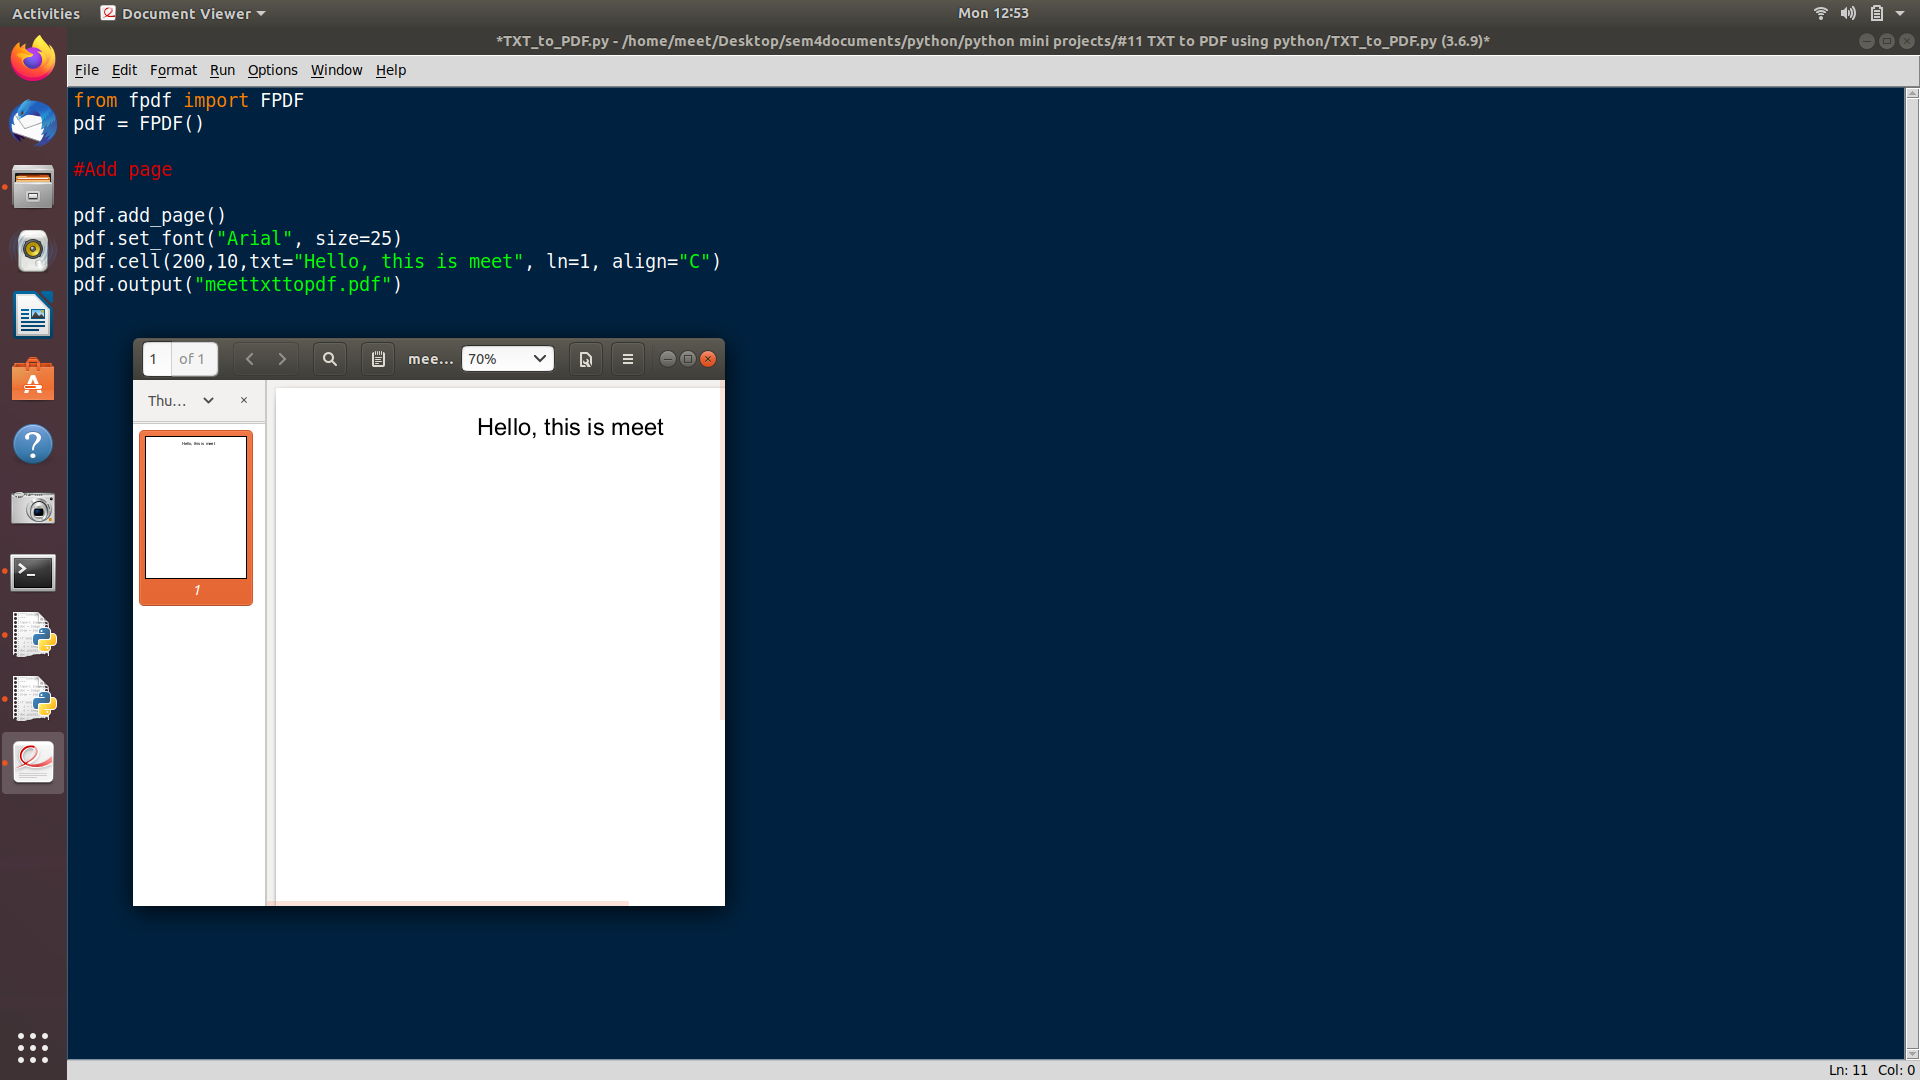 Activities Document Viewer Mon 12:53
*TXT_to_PDF.py - /home/meet/Desktop/sem4documents/python/python mini projects/#11 TXT to PDF using python/TXT_to_PDF.py (3.6.9)*
File Edit Format Run Options Window Help
from fpdf import FPDF
pdf = FPDF()
#Add page
pdf.add_page()
pdf.set_font("Arial", size=25)
pdf.cell(200,10,txt="Hello, this is meet", ln=1, align="C")
pdf.output("meettxttopdf.pdf")
1 of 1 mee... 70%
Thu... ×
Hello, this is meet
Hello, this is meet
1
Ln: 11 Col: 0